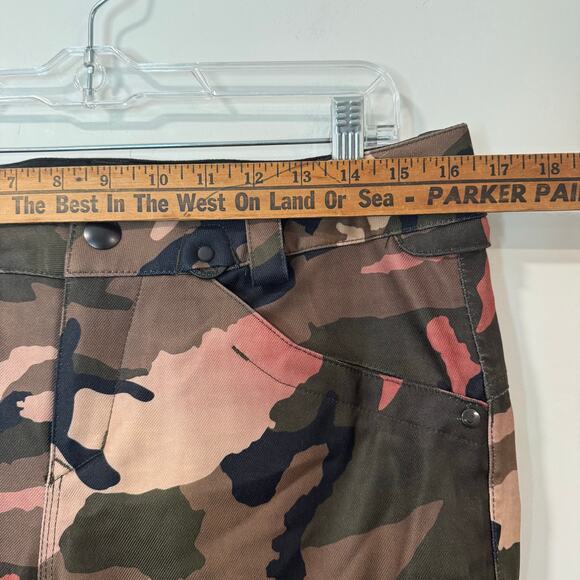 7 8 9 10 11 12 13 14 15 16 17 18
The Best In The West On Land Or Sea - PARKER PAI